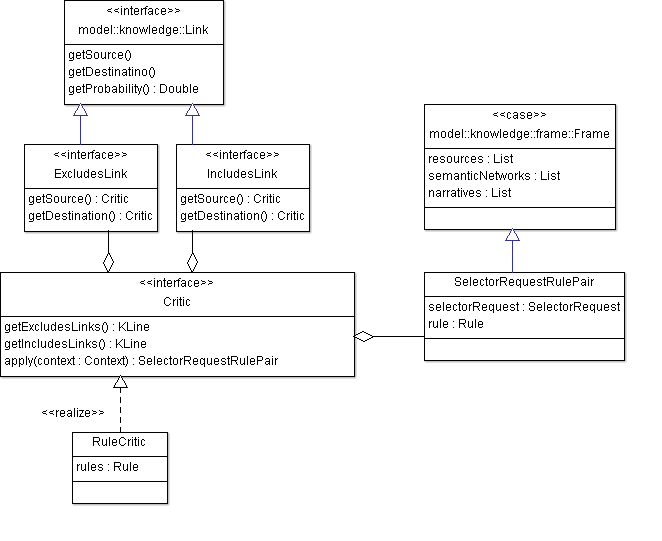 <<interface>>
model::knowledge::Link
getSource()
getDestinatino()
getProbability() : Double
<<case>>
model::knowledge::frame::Frame
resources : List
semanticNetworks : List
narratives : List
<<interface>>
ExcludesLink
getSource() : Critic
getDestination() : Critic
<<interface>>
IncludesLink
getSource() : Critic
getDestination() : Critic
<<interface>>
Critic
getExcludesLinks() : KLine
getIncludesLinks() : KLine
apply(context : Context) : SelectorRequestRulePair
SelectorRequestRulePair
selectorRequest : SelectorRequest
rule : Rule
<<realize>>
RuleCritic
rules : Rule